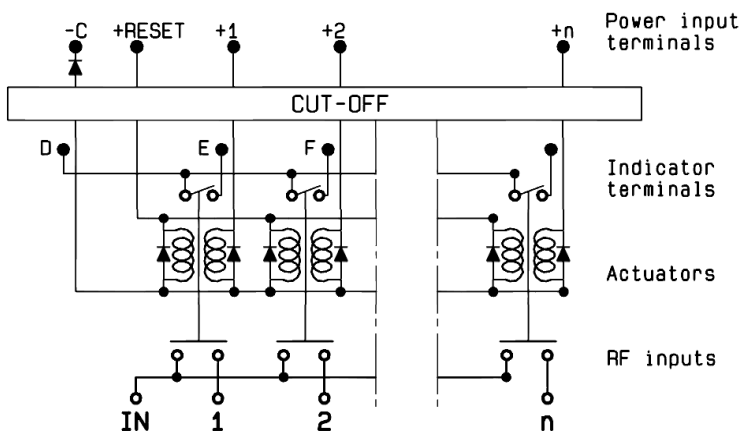 -C +RESET +1 +2 +n
Power input
terminals
CUT-OFF
D E F
Indicator
terminals
Actuators
RF inputs
IN 1 2 n